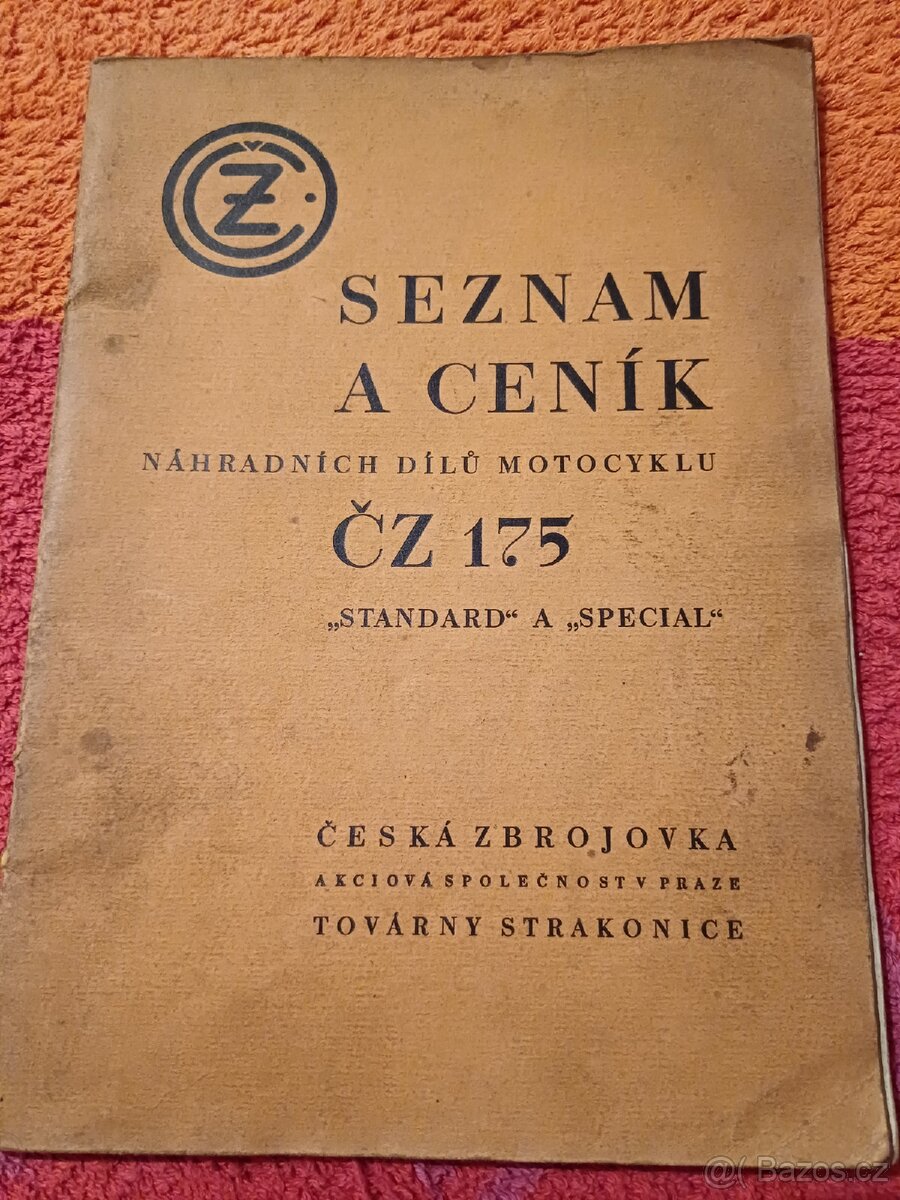 ČZ
SEZNAM
A CENÍK
NÁHRADNÍCH DÍLŮ MOTOCYKLU
ČZ 175
„STANDARD“ A „SPECIAL“
ČESKÁ ZBROJOVKA
AKCIOVÁ SPOLEČNOST V PRAZE
TOVÁRNY STRAKONICE
@( Bazos.cz